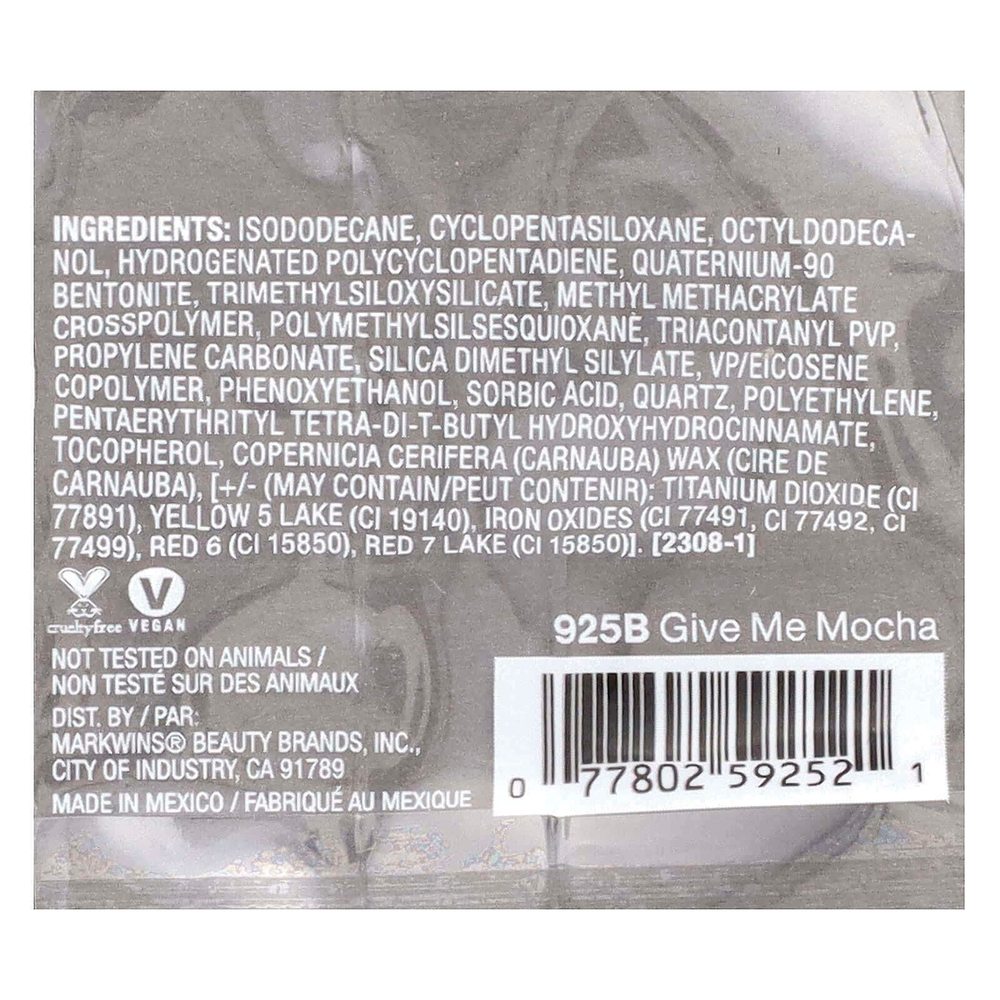 INGREDIENTS: ISODODECANE, CYCLOPENTASILOXANE, OCTYLDODECA-
NOL, HYDROGENATED POLYCYCLOPENTADIENE, QUATERNIUM-90
BENTONITE, TRIMETHYLSILOXYSILICATE, METHYL METHACRYLATE
CROSSPOLYMER, POLYMETHYLSILSESQUIOXANE, TRIACONTANYL PVP,
PROPYLENE CARBONATE, SILICA DIMETHYL SILYLATE, VP/EICOSENE
COPOLYMER, PHENOXYETHANOL, SORBIC ACID, QUARTZ, POLYETHYLENE,
PENTAERYTHRITYL TETRA-DI-T-BUTYL HYDROXYHYDROCINNAMATE,
TOCOPHEROL, COPERNICIA CERIFERA (CARNAUBA) WAX (CIRE DE
CARNAUBA), [+/- (MAY CONTAIN/PEUT CONTENIR): TITANIUM DIOXIDE (CI
77891), YELLOW 5 LAKE (CI 19140), IRON OXIDES (CI 77491, CI 77492, CI
77499), RED 6 (CI 15850), RED 7 LAKE (CI 15850)]. [2308-1]
V
crueltyfree VEGAN
NOT TESTED ON ANIMALS /
NON TESTÉ SUR DES ANIMAUX
DIST. BY / PAR:
MARKWINS® BEAUTY BRANDS, INC.,
CITY OF INDUSTRY, CA 91789
MADE IN MEXICO / FABRIQUÉ AU MEXIQUE
925B Give Me Mocha
0 77802 59252 1